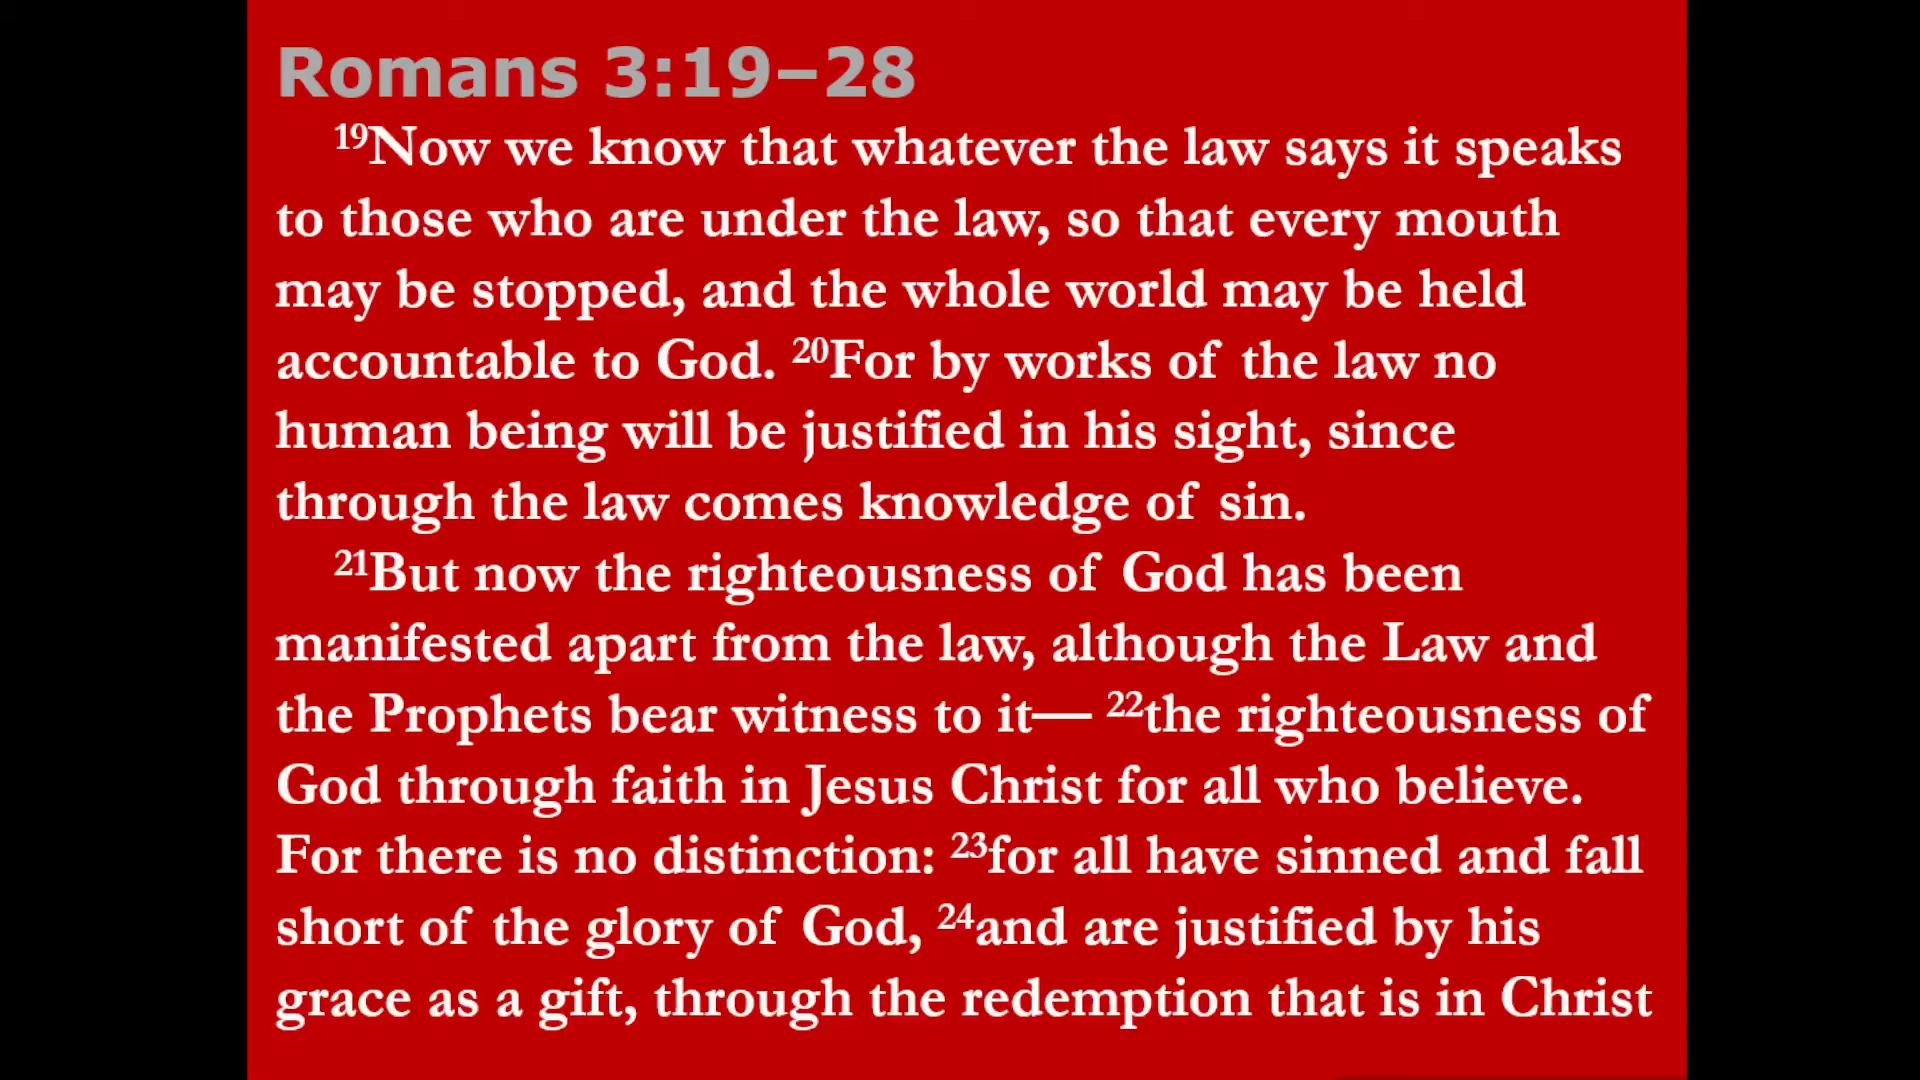 Romans 3:19–28
19Now we know that whatever the law says it speaks
to those who are under the law, so that every mouth
may be stopped, and the whole world may be held
accountable to God. 20For by works of the law no
human being will be justified in his sight, since
through the law comes knowledge of sin.
21But now the righteousness of God has been
manifested apart from the law, although the Law and
the Prophets bear witness to it— 22the righteousness of
God through faith in Jesus Christ for all who believe.
For there is no distinction: 23for all have sinned and fall
short of the glory of God, 24and are justified by his
grace as a gift, through the redemption that is in Christ